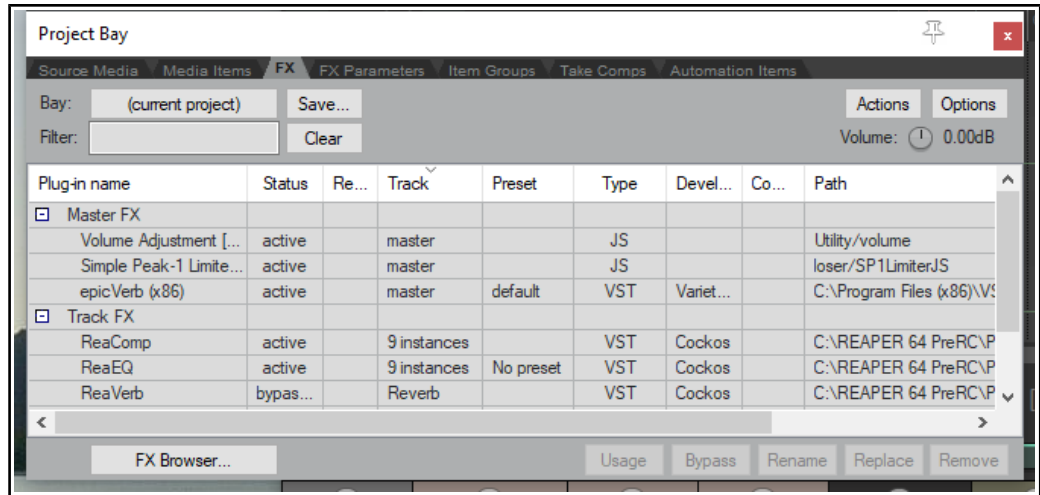 Project Bay
Source Media Media Items FX FX Parameters Item Groups Take Comps Automation Items
Bay: (current project) Save... Actions Options
Filter: Clear Volume: 0.00dB
Plug-in name Status Re... Track Preset Type Devel... Co... Path
Master FX
Volume Adjustment [... active master JS Utility/volume
Simple Peak-1 Limite... active master JS loser/SP1LimiterJS
epicVerb (x86) active master default VST Variet... C:\Program Files (x86)\VS
Track FX
ReaComp active 9 instances VST Cockos C:\REAPER 64 PreRC\P
ReaEQ active 9 instances No preset VST Cockos C:\REAPER 64 PreRC\P
ReaVerb bypas... Reverb VST Cockos C:\REAPER 64 PreRC\P
FX Browser... Usage Bypass Rename Replace Remove